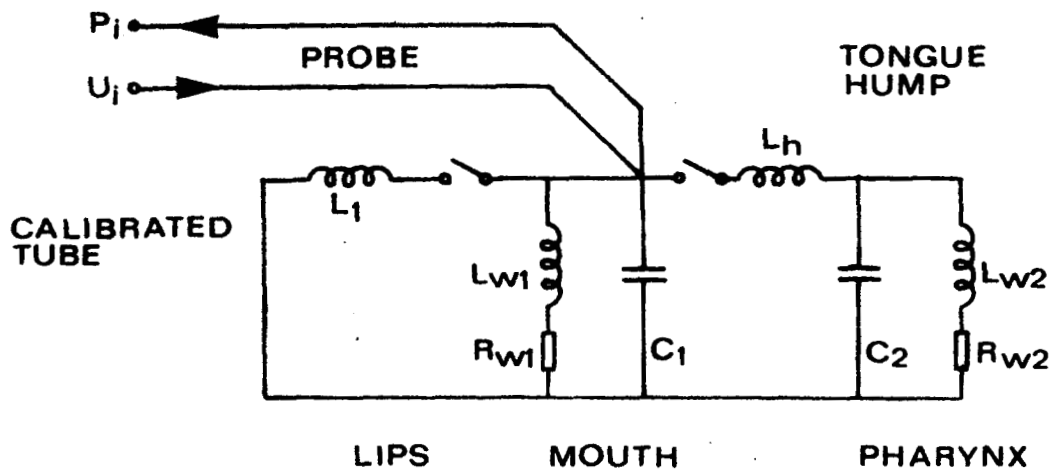 Pi
PROBE
Ui
TONGUE
HUMP
Lh
L1
CALIBRATED
TUBE
Lw1
Lw2
Rw1
C1
C2
Rw2
LIPS
MOUTH
PHARYNX